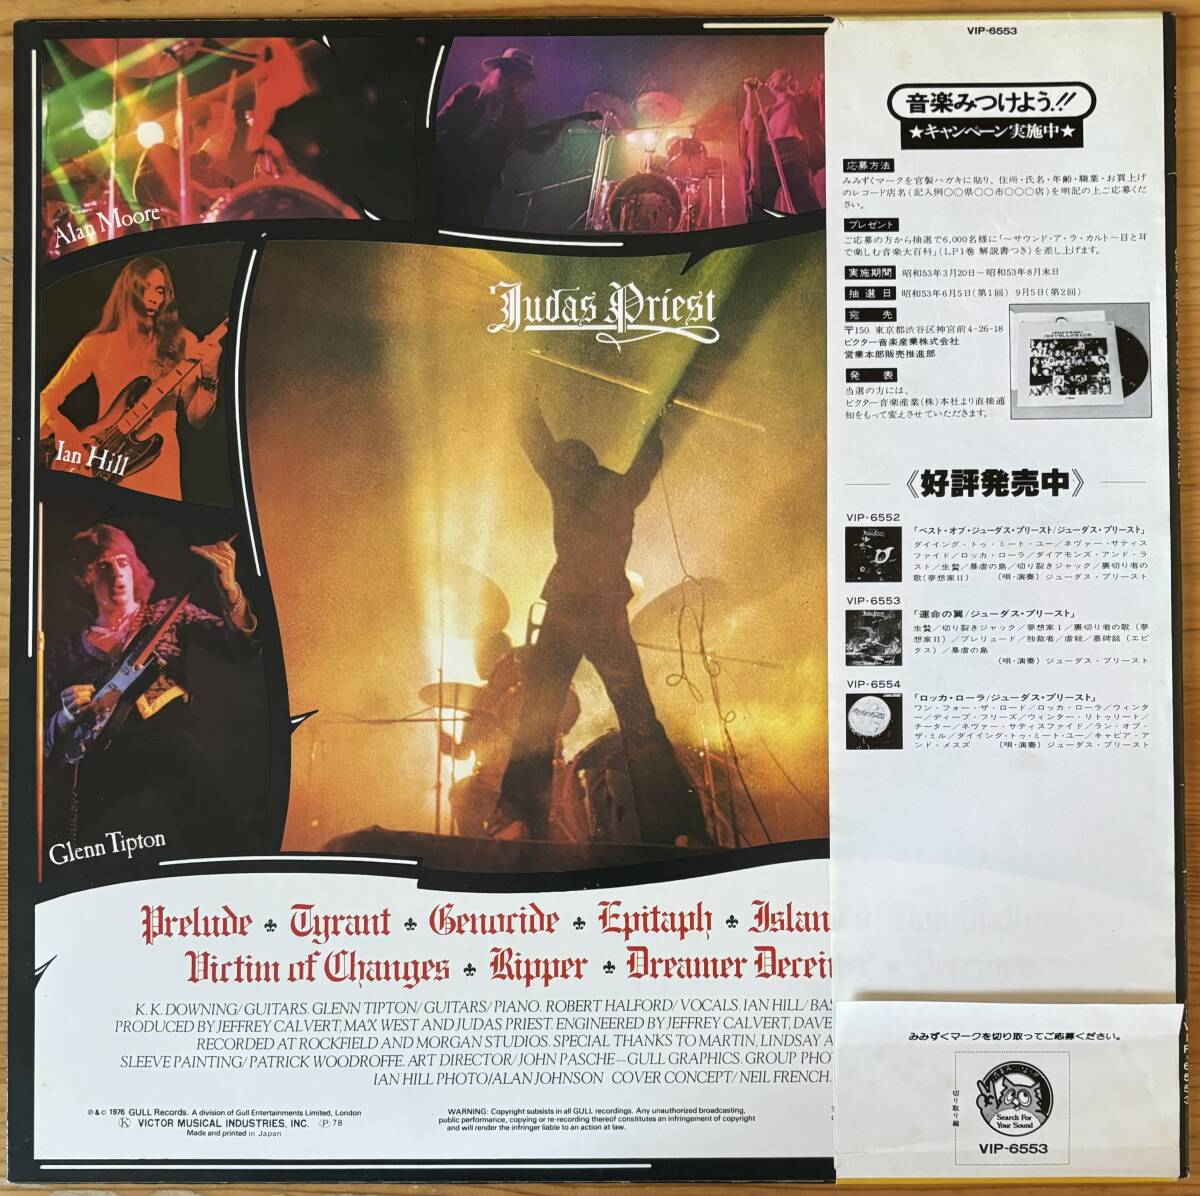 Alan Moore
Ian Hill
Glenn Tipton
Judas Priest
Prelude Tyrant Genocide Epitaph Island of Domination
Victim of Changes Ripper Dreamer Deceiver Deceiver
K.K.DOWNING/GUITARS. GLENN TIPTON/GUITARS/PIANO. ROBERT HALFORD/VOCALS. IAN HILL/BAS
PRODUCED BY JEFFREY CALVERT, MAX WEST AND JUDAS PRIEST. ENGINEERED BY JEFFREY CALVERT, DAVE
RECORDED AT ROCKFIELD AND MORGAN STUDIOS. SPECIAL THANKS TO MARTIN, LINDSAY A
SLEEVE PAINTING/PATRICK WOODROFFE. ART DIRECTOR/JOHN PASCHE—GULL GRAPHICS. GROUP PHOT
IAN HILL PHOTO/ALAN JOHNSON COVER CONCEPT/NEIL FRENCH.
℗&© 1976 GULL Records. A division of Gull Entertainments Limited, London
Ⓚ VICTOR MUSICAL INDUSTRIES, INC. Ⓟ78
Made and printed in Japan
WARNING: Copyright subsists in all GULL recordings. Any unauthorized broadcasting,
public performance, copying or re-recording thereof constitutes an infringement of copyright
and will render the infringer liable to an action at law.
VIP-6553
音楽みつけよう!!
★キャンペーン実施中★
応募方法
みみずくマークを官製ハガキに貼り、住所・氏名・年齢・職業・お買上げ
のレコード店名(記入例〇〇県〇〇市〇〇〇店)を明記の上ご応募くだ
さい。
プレゼント
ご応募の方から抽選で6,000名様に「〜サウンド・ア・ラ・カルト〜目と耳
で楽しむ音楽大百科」(LP1巻 解説書つき)を差し上げます。
実施期間 昭和53年3月20日〜昭和53年8月末日
抽選日 昭和53年6月5日(第1回) 9月5日(第2回)
宛先
〒150 東京都渋谷区神宮前4-26-18
ビクター音楽産業株式会社
営業本部販売推進部
発表
当選の方には、
ビクター音楽産業(株)本社より直接通
知をもって変えさせていただきます。
《好評発売中》
VIP-6552
「ベスト・オブ・ジューダス・プリースト/ジューダス・プリースト」
ダイイング・トゥ・ミート・ユー/ネヴァー・サティス
ファイド/ロッカ・ローラ/ダイアモンズ・アンド・ラ
スト/生贄/暴虐の島/切り裂きジャック/裏切り者の
歌(夢想家II) (唄・演奏)ジューダス・プリースト
VIP-6553
「運命の翼/ジューダス・プリースト」
生贄/切り裂きジャック/夢想家I/裏切り者の歌(夢
想家II)/プレリュード/独裁者/虐殺/墓碑銘(エピ
タス)/暴虐の島
(唄・演奏)ジューダス・プリースト
VIP-6554
「ロッカ・ローラ/ジューダス・プリースト」
ワン・フォー・ザ・ロード/ロッカ・ローラ/ウィンタ
ー/ディープ・フリーズ/ウィンター・リトゥリート/
チーター/ネヴァー・サティスファイド/ラン・オブ・
ザ・ミル/ダイイング・トゥ・ミート・ユー/キャビア・ア
ンド・メスズ (唄・演奏)ジューダス・プリースト
みみずくマークを切り取ってご応募ください。
切り取り線
Search For
Your Sound
VIP-6553